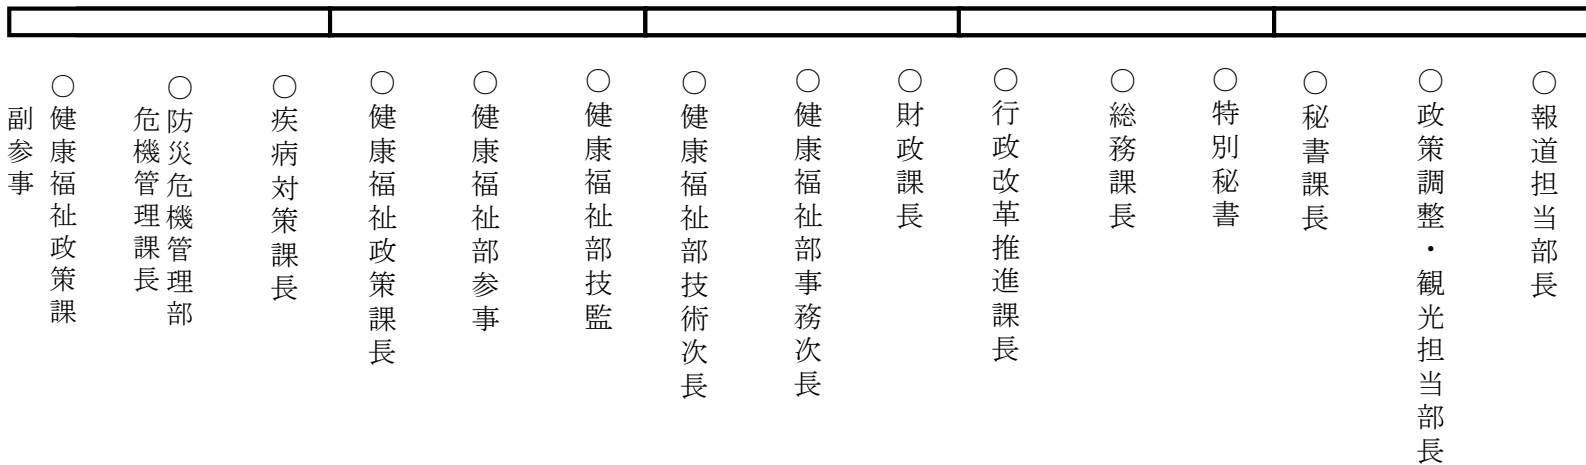 ○報道担当部長
○政策調整・観光担当部長
○秘書課長
○特別秘書
○総務課長
○行政改革推進課長
○財政課長
○健康福祉部事務次長
○健康福祉部技術次長
○健康福祉部技監
○健康福祉部参事
○健康福祉政策課長
○疾病対策課長
○防災危機管理部
危機管理課長
○健康福祉政策課
副参事